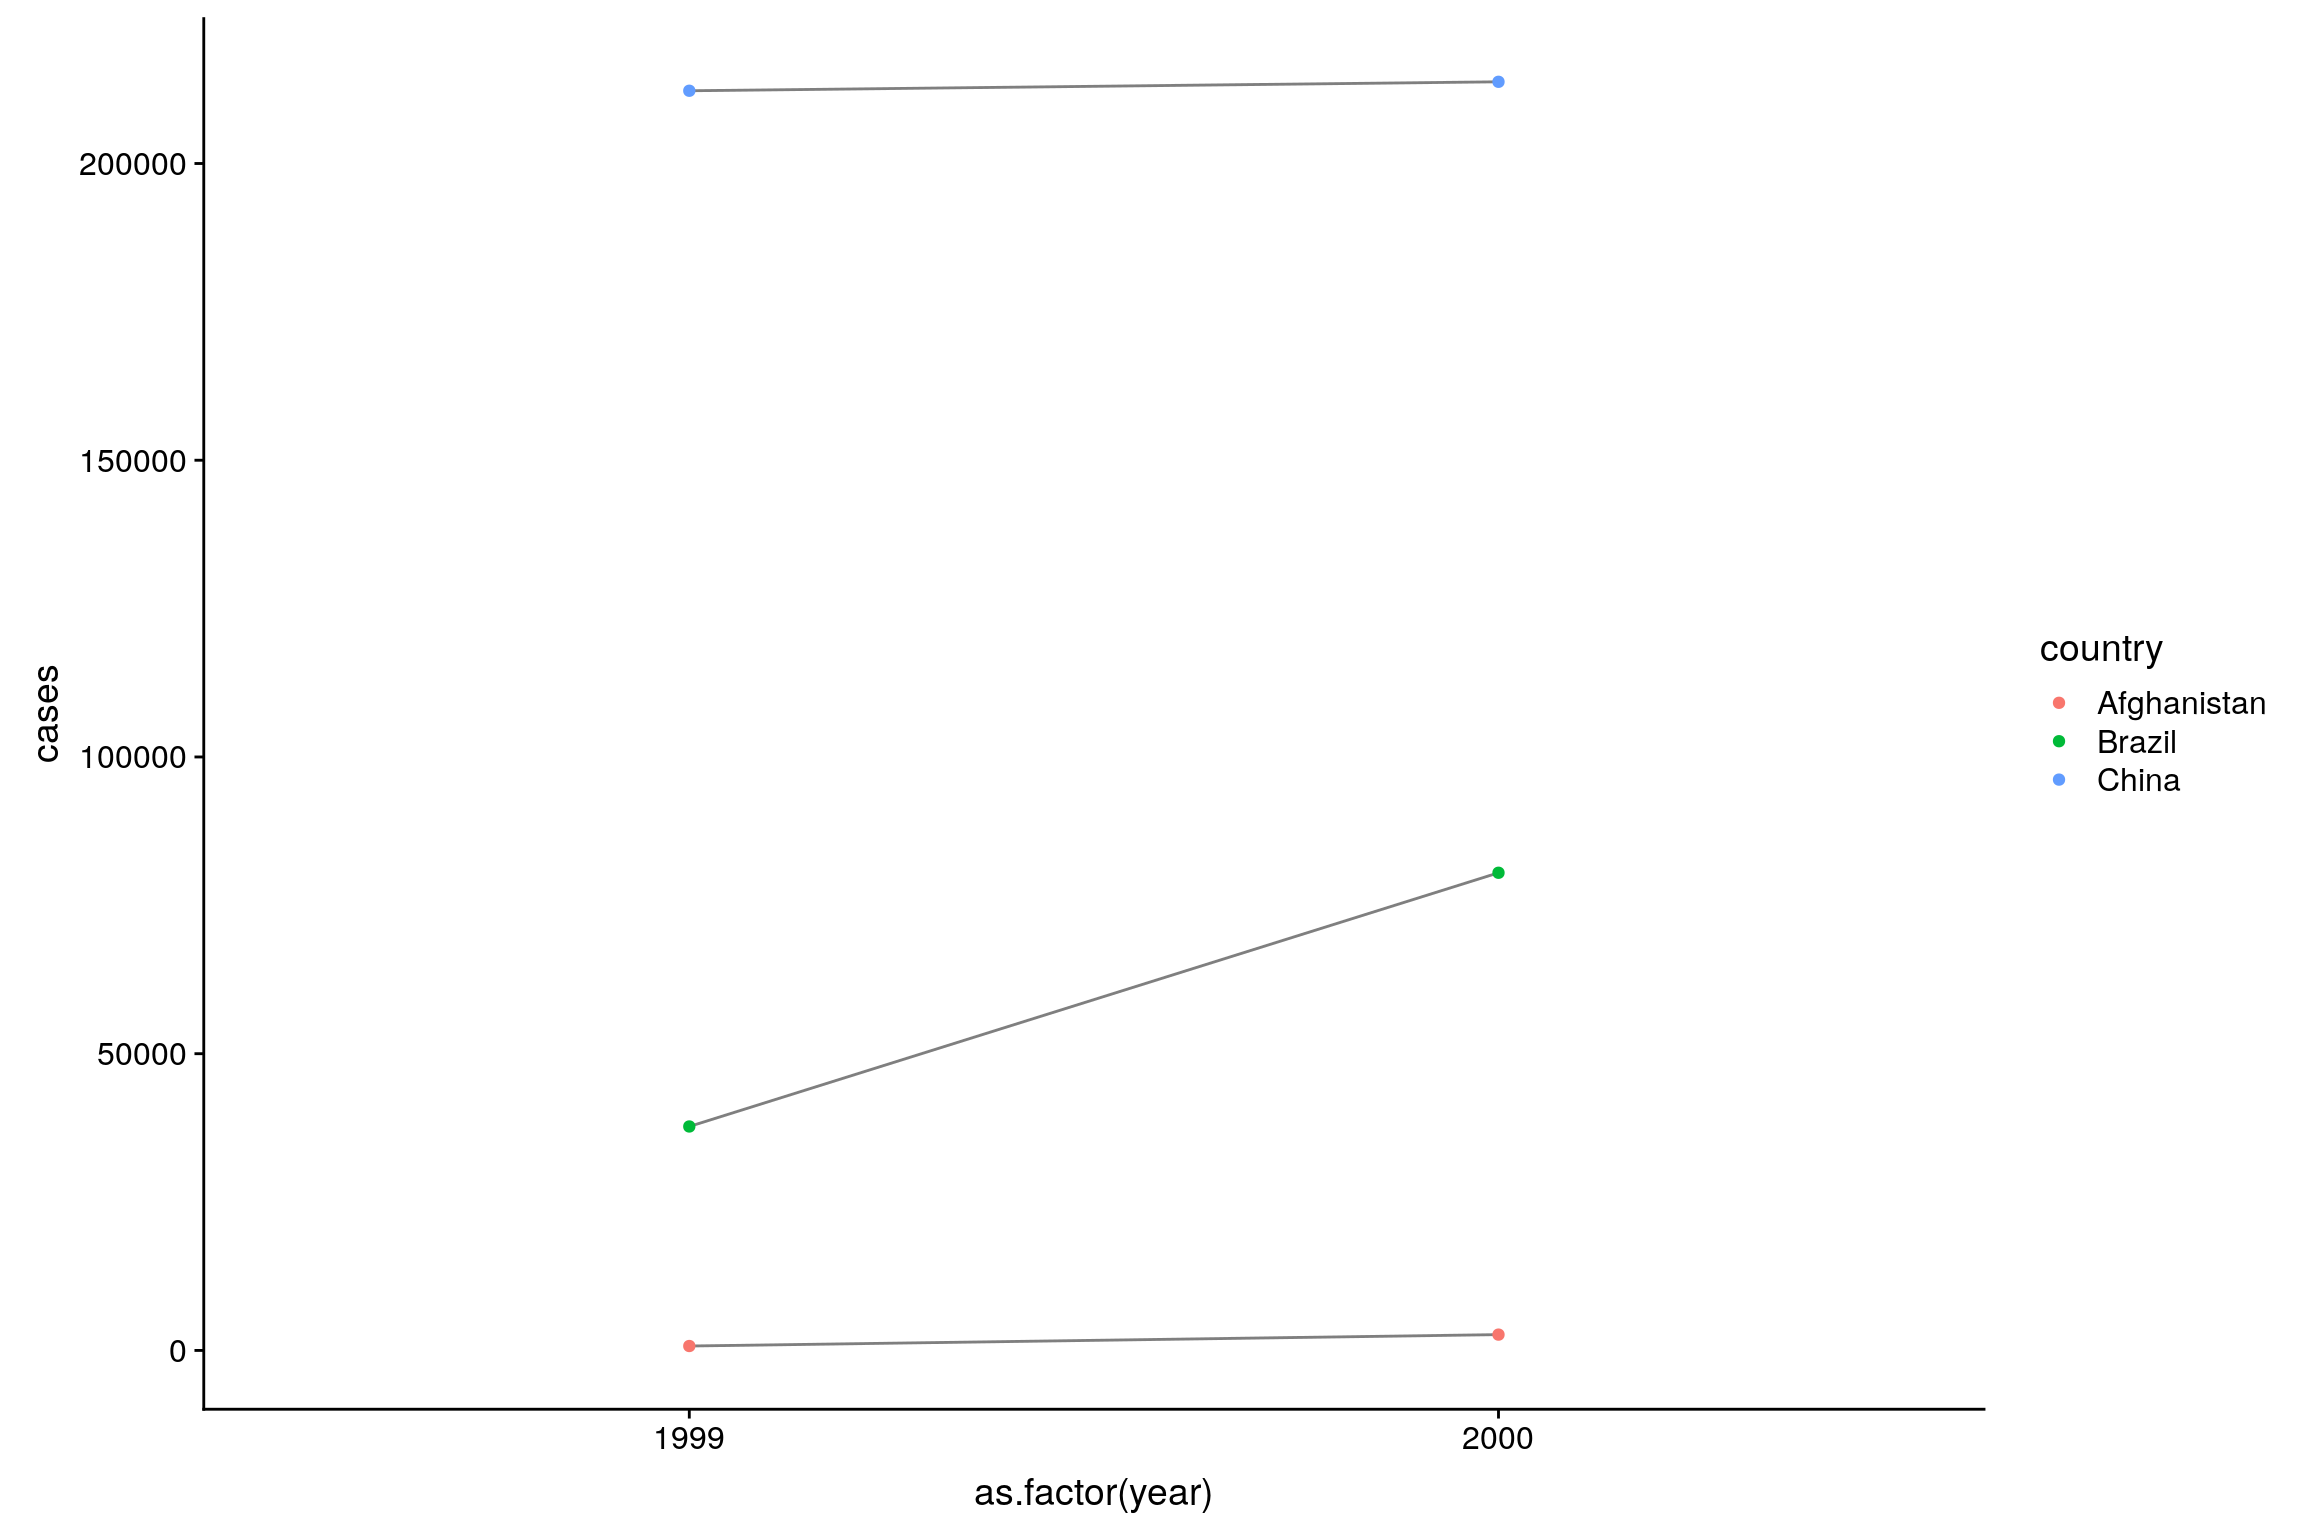 200000
150000
100000
50000
0
cases
1999
2000
as.factor(year)
country
Afghanistan
Brazil
China